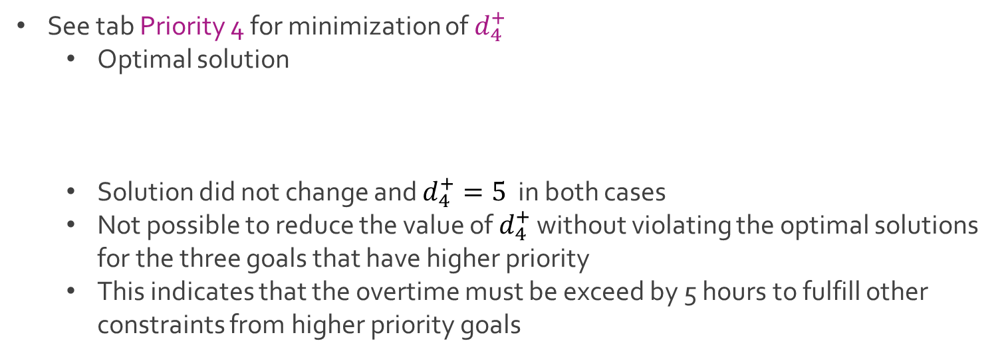 • See tab Priority 4 for minimization of $d_4^+$
• Optimal solution
• Solution did not change and $d_4^+ = 5$ in both cases
• Not possible to reduce the value of $d_4^+$ without violating the optimal solutions
for the three goals that have higher priority
• This indicates that the overtime must be exceed by 5 hours to fulfill other
constraints from higher priority goals